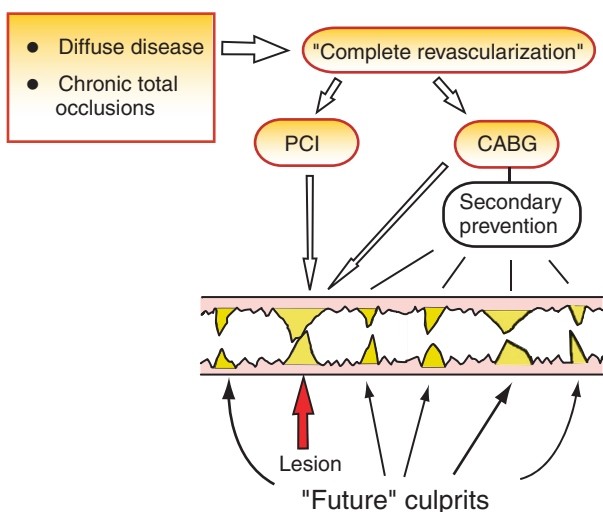 ● Diffuse disease
● Chronic total
occlusions
"Complete revascularization"
PCI
CABG
Secondary
prevention
Lesion
"Future" culprits